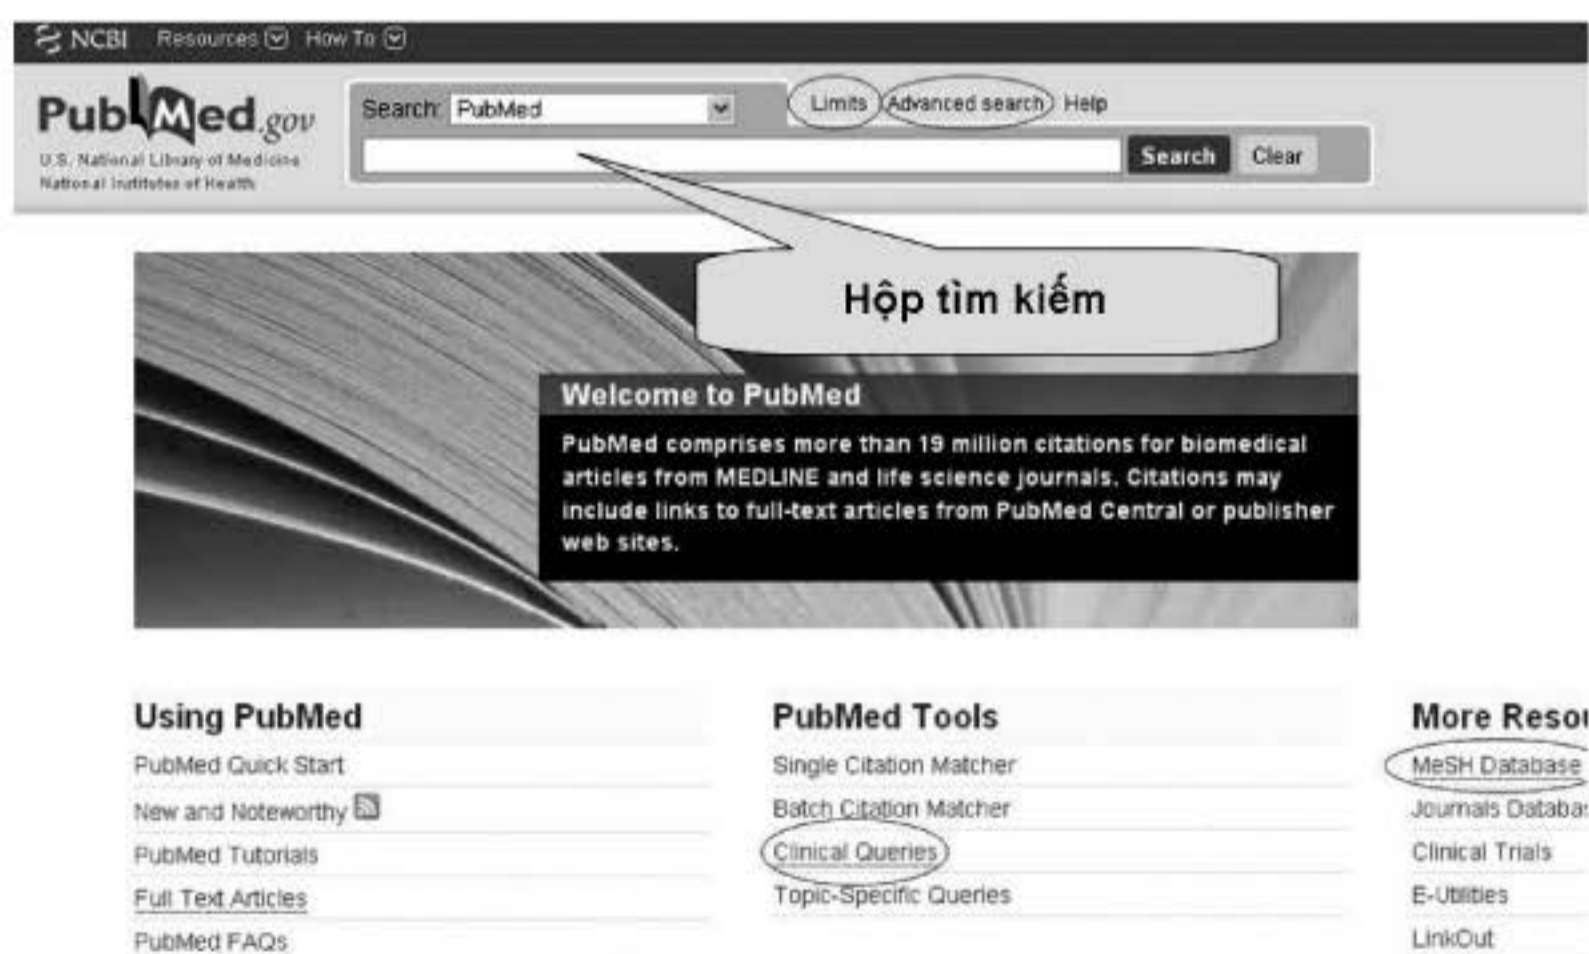 NCBI Resources How To
PubMed.gov
U.S. National Library of Medicine
National Institutes of Health
Search: PubMed
Limits Advanced search Help
Search Clear
Hộp tìm kiếm
Welcome to PubMed
PubMed comprises more than 19 million citations for biomedical
articles from MEDLINE and life science journals. Citations may
include links to full-text articles from PubMed Central or publisher
web sites.
Using PubMed
PubMed Quick Start
New and Noteworthy
PubMed Tutorials
Full Text Articles
PubMed FAQs
PubMed Tools
Single Citation Matcher
Batch Citation Matcher
Clinical Queries
Topic-Specific Queries
More Resou
MeSH Database
Journals Databas
Clinical Trials
E-Utilities
LinkOut